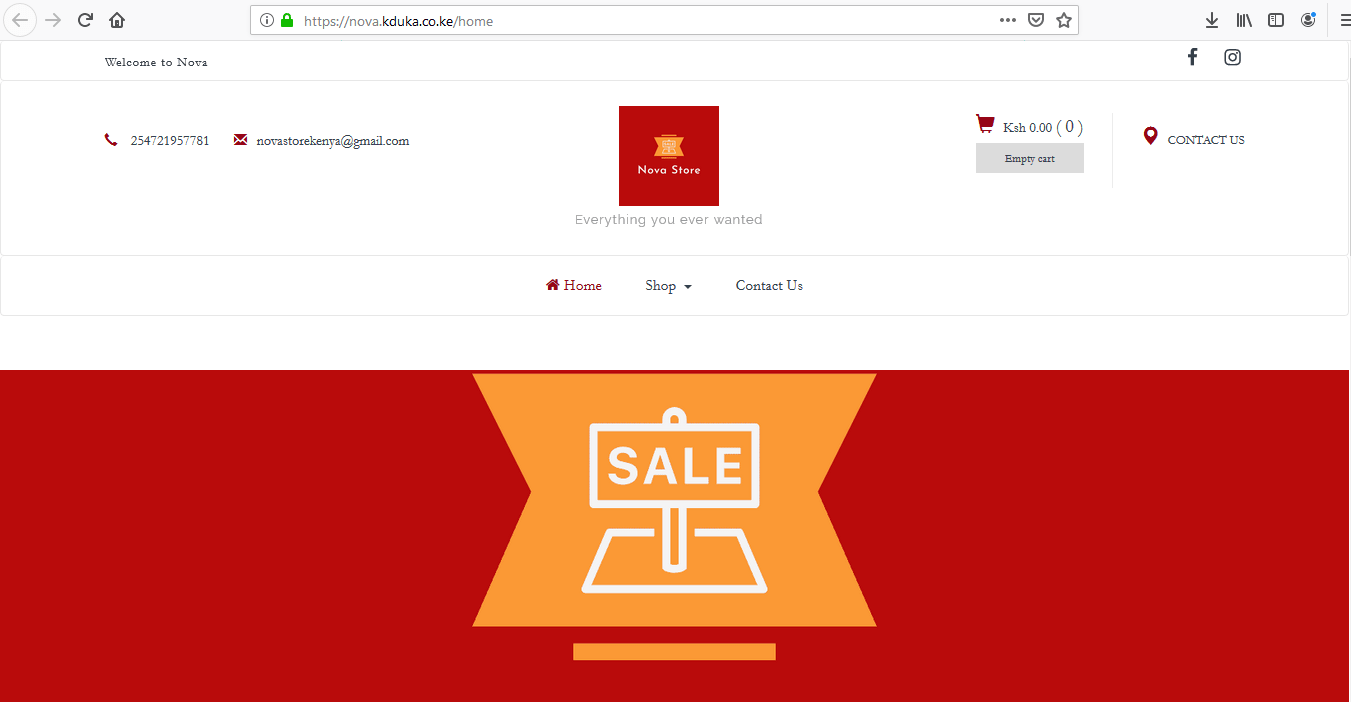 https://nova.kduka.co.ke/home
Welcome to Nova
254721957781 novastorekenya@gmail.com
Nova Store
Everything you ever wanted
Ksh 0.00 ( 0 )
Empty cart
CONTACT US
Home Shop Contact Us
SALE